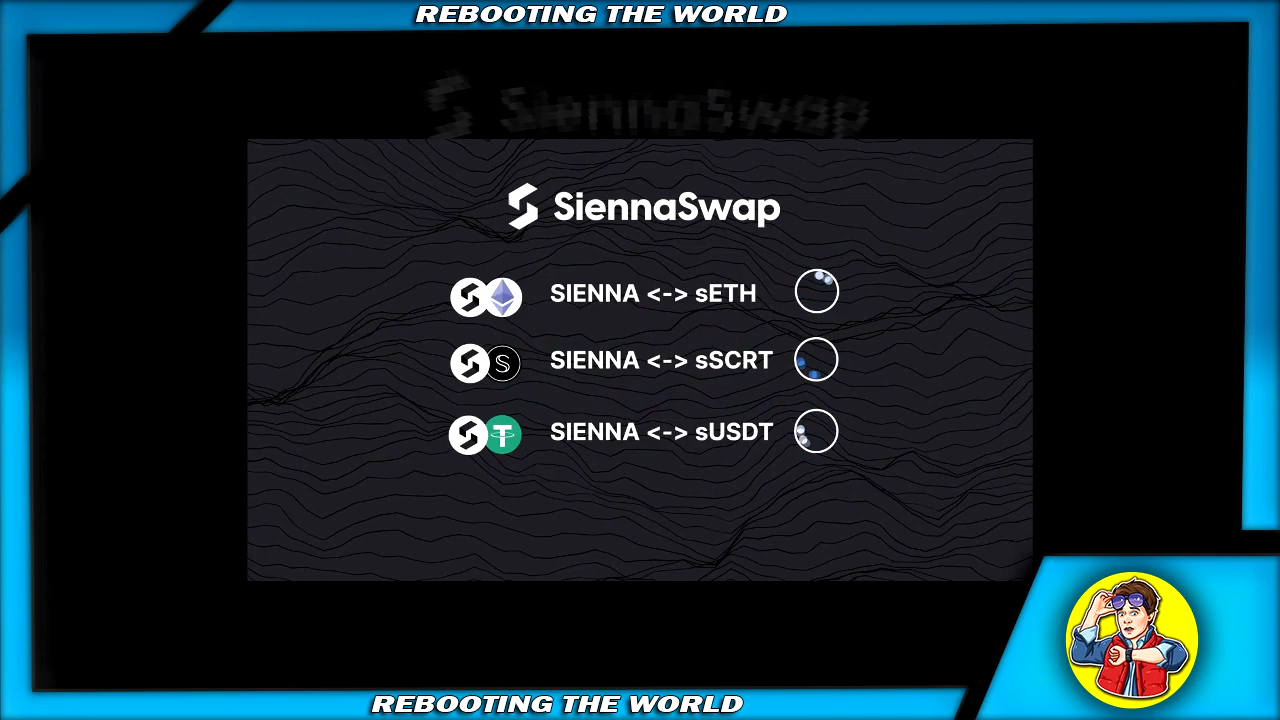 REBOOTING THE WORLD
SiennaSwap
SiennaSwap
SIENNA <-> sETH
SIENNA <-> sSCRT
SIENNA <-> sUSDT
REBOOTING THE WORLD